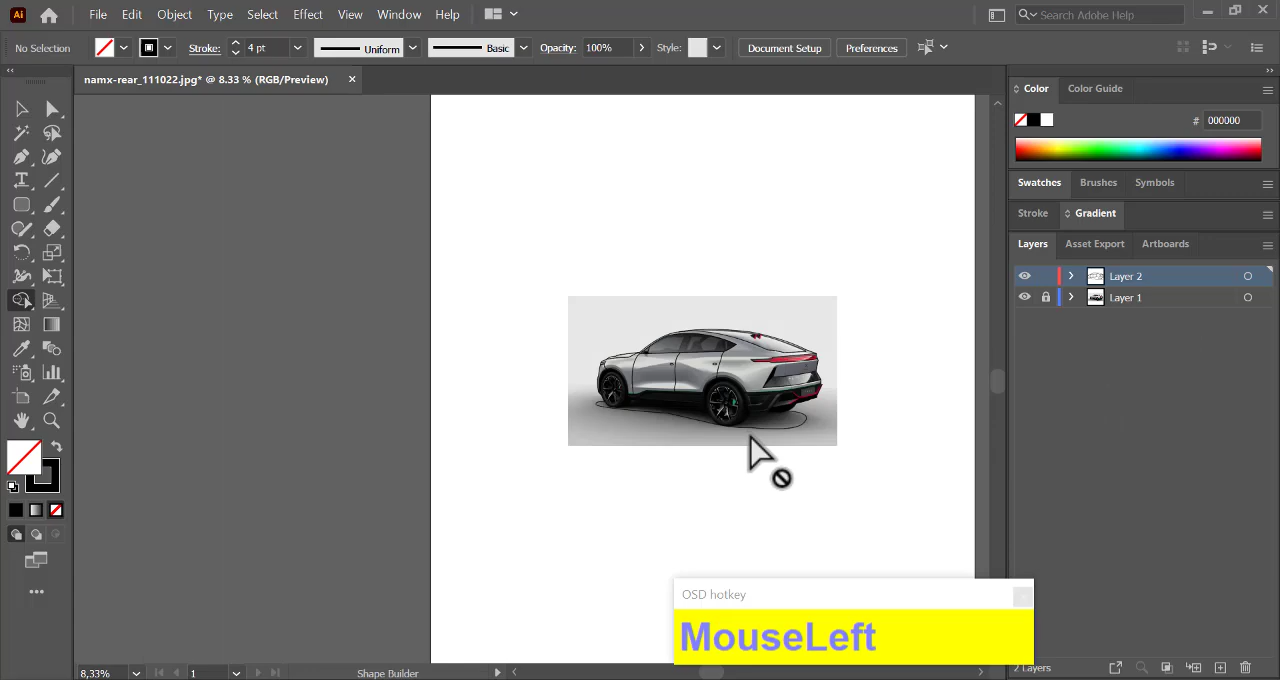 Ai
File Edit Object Type Select Effect View Window Help
Search Adobe Help
No Selection
Stroke: 4 pt
Uniform
Basic
Opacity: 100%
Style:
Document Setup
Preferences
namx-rear_111022.jpg* @ 8.33 % (RGB/Preview)
Color Color Guide
# 000000
Swatches Brushes Symbols
Stroke Gradient
Layers Asset Export Artboards
Layer 2
Layer 1
OSD hotkey
MouseLeft
8,33% 1 Shape Builder
2 Layers